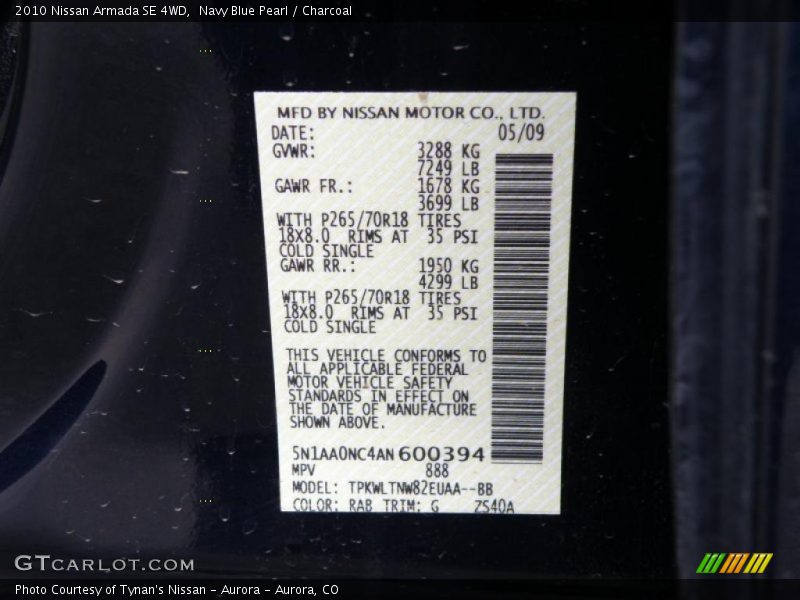 2010 Nissan Armada SE 4WD,  Navy Blue Pearl / Charcoal
MFD BY NISSAN MOTOR CO., LTD.
DATE: 05/09
GVWR: 3288 KG
7249 LB
GAWR FR.: 1678 KG
3699 LB
WITH P265/70R18 TIRES
18X8.0 RIMS AT 35 PSI
COLD SINGLE
GAWR RR.: 1950 KG
4299 LB
WITH P265/70R18 TIRES
18X8.0 RIMS AT 35 PSI
COLD SINGLE
THIS VEHICLE CONFORMS TO
ALL APPLICABLE FEDERAL
MOTOR VEHICLE SAFETY
STANDARDS IN EFFECT ON
THE DATE OF MANUFACTURE
SHOWN ABOVE.
5N1AA0NC4AN600394
MPV 888
MODEL: TPKWLTNW82EUAA--BB
COLOR: RAB TRIM: G ZS40A
GTCARLOT.COM
Photo Courtesy of Tynan's Nissan - Aurora - Aurora, CO